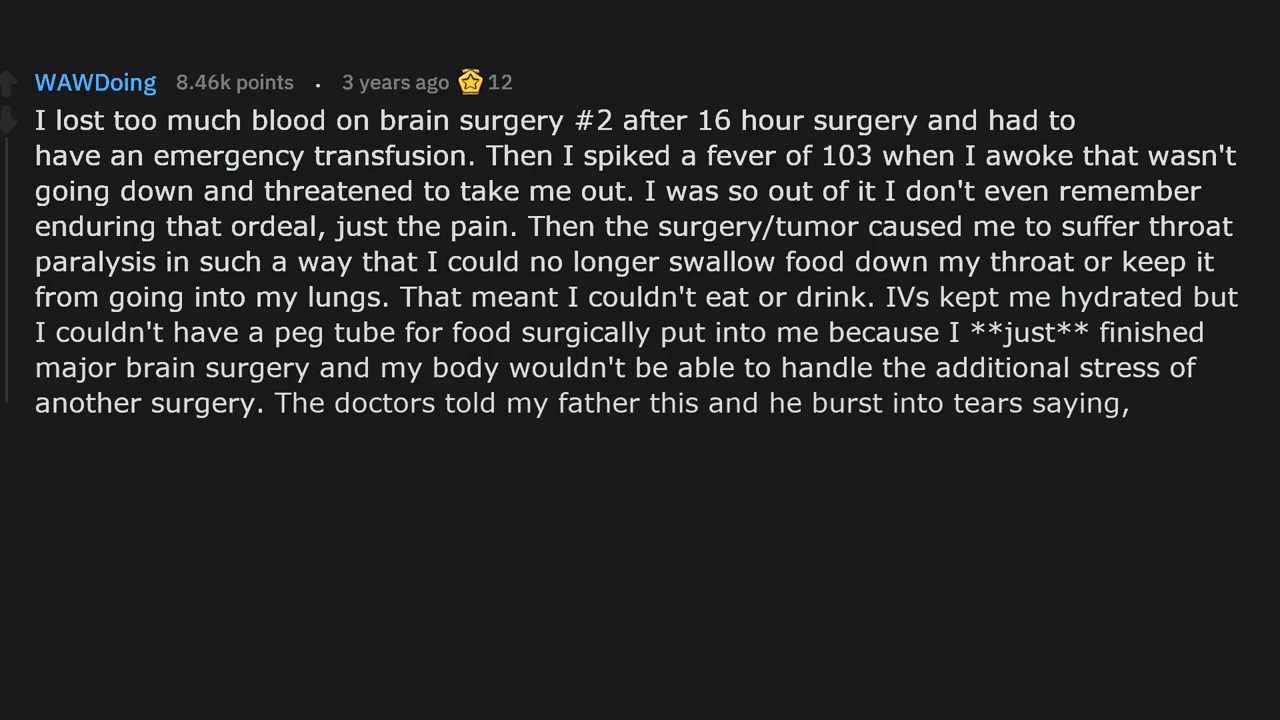 WAWDoing 8.46k points . 3 years ago 12
I lost too much blood on brain surgery #2 after 16 hour surgery and had to
have an emergency transfusion. Then I spiked a fever of 103 when I awoke that wasn't
going down and threatened to take me out. I was so out of it I don't even remember
enduring that ordeal, just the pain. Then the surgery/tumor caused me to suffer throat
paralysis in such a way that I could no longer swallow food down my throat or keep it
from going into my lungs. That meant I couldn't eat or drink. IVs kept me hydrated but
I couldn't have a peg tube for food surgically put into me because I **just** finished
major brain surgery and my body wouldn't be able to handle the additional stress of
another surgery. The doctors told my father this and he burst into tears saying,